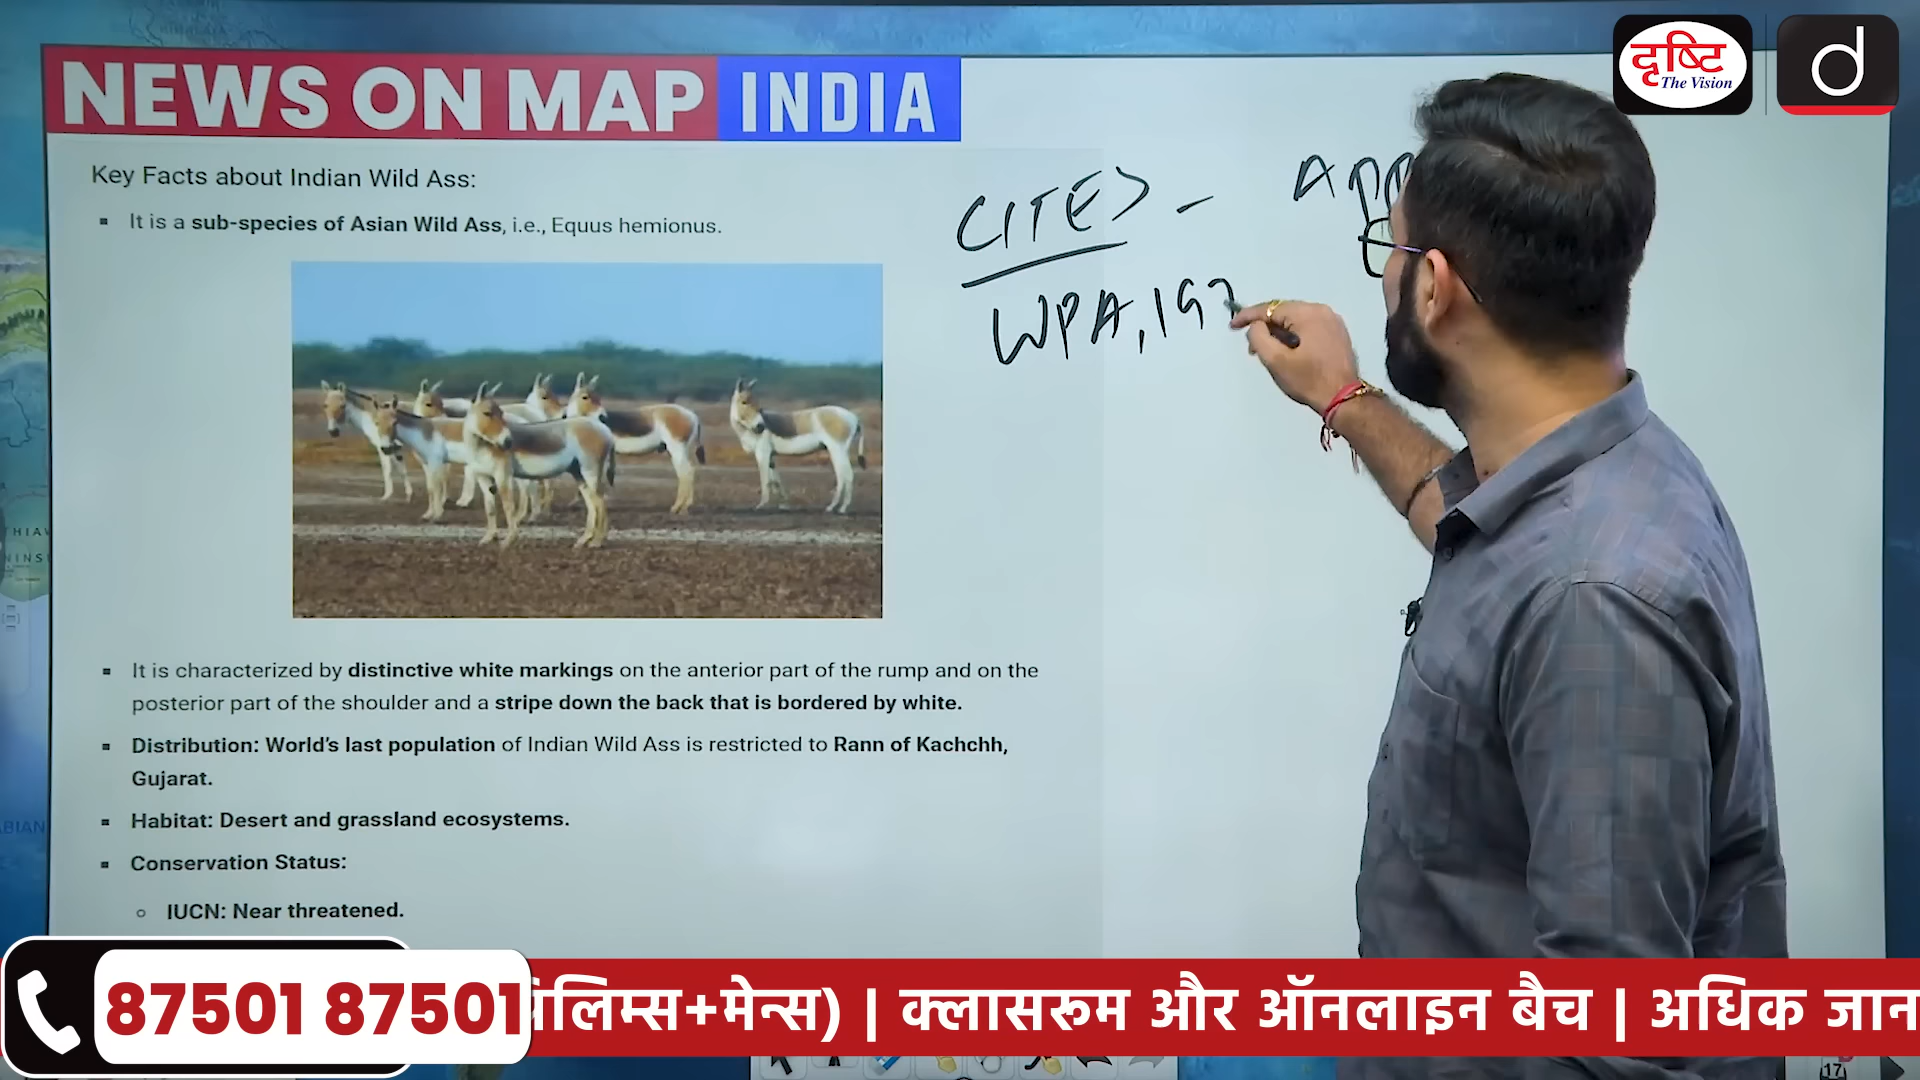 NEWS ON MAP INDIA
दृष्टि
The Vision
d
Key Facts about Indian Wild Ass:
It is a sub-species of Asian Wild Ass, i.e., Equus hemionus.
CITES - APP
WPA, 197
It is characterized by distinctive white markings on the anterior part of the rump and on the
posterior part of the shoulder and a stripe down the back that is bordered by white.
Distribution: World's last population of Indian Wild Ass is restricted to Rann of Kachchh,
Gujarat.
Habitat: Desert and grassland ecosystems.
Conservation Status:
IUCN: Near threatened.
87501 87501
लिम्स+मेन्स) | क्लासरूम और ऑनलाइन बैच | अधिक जान
17